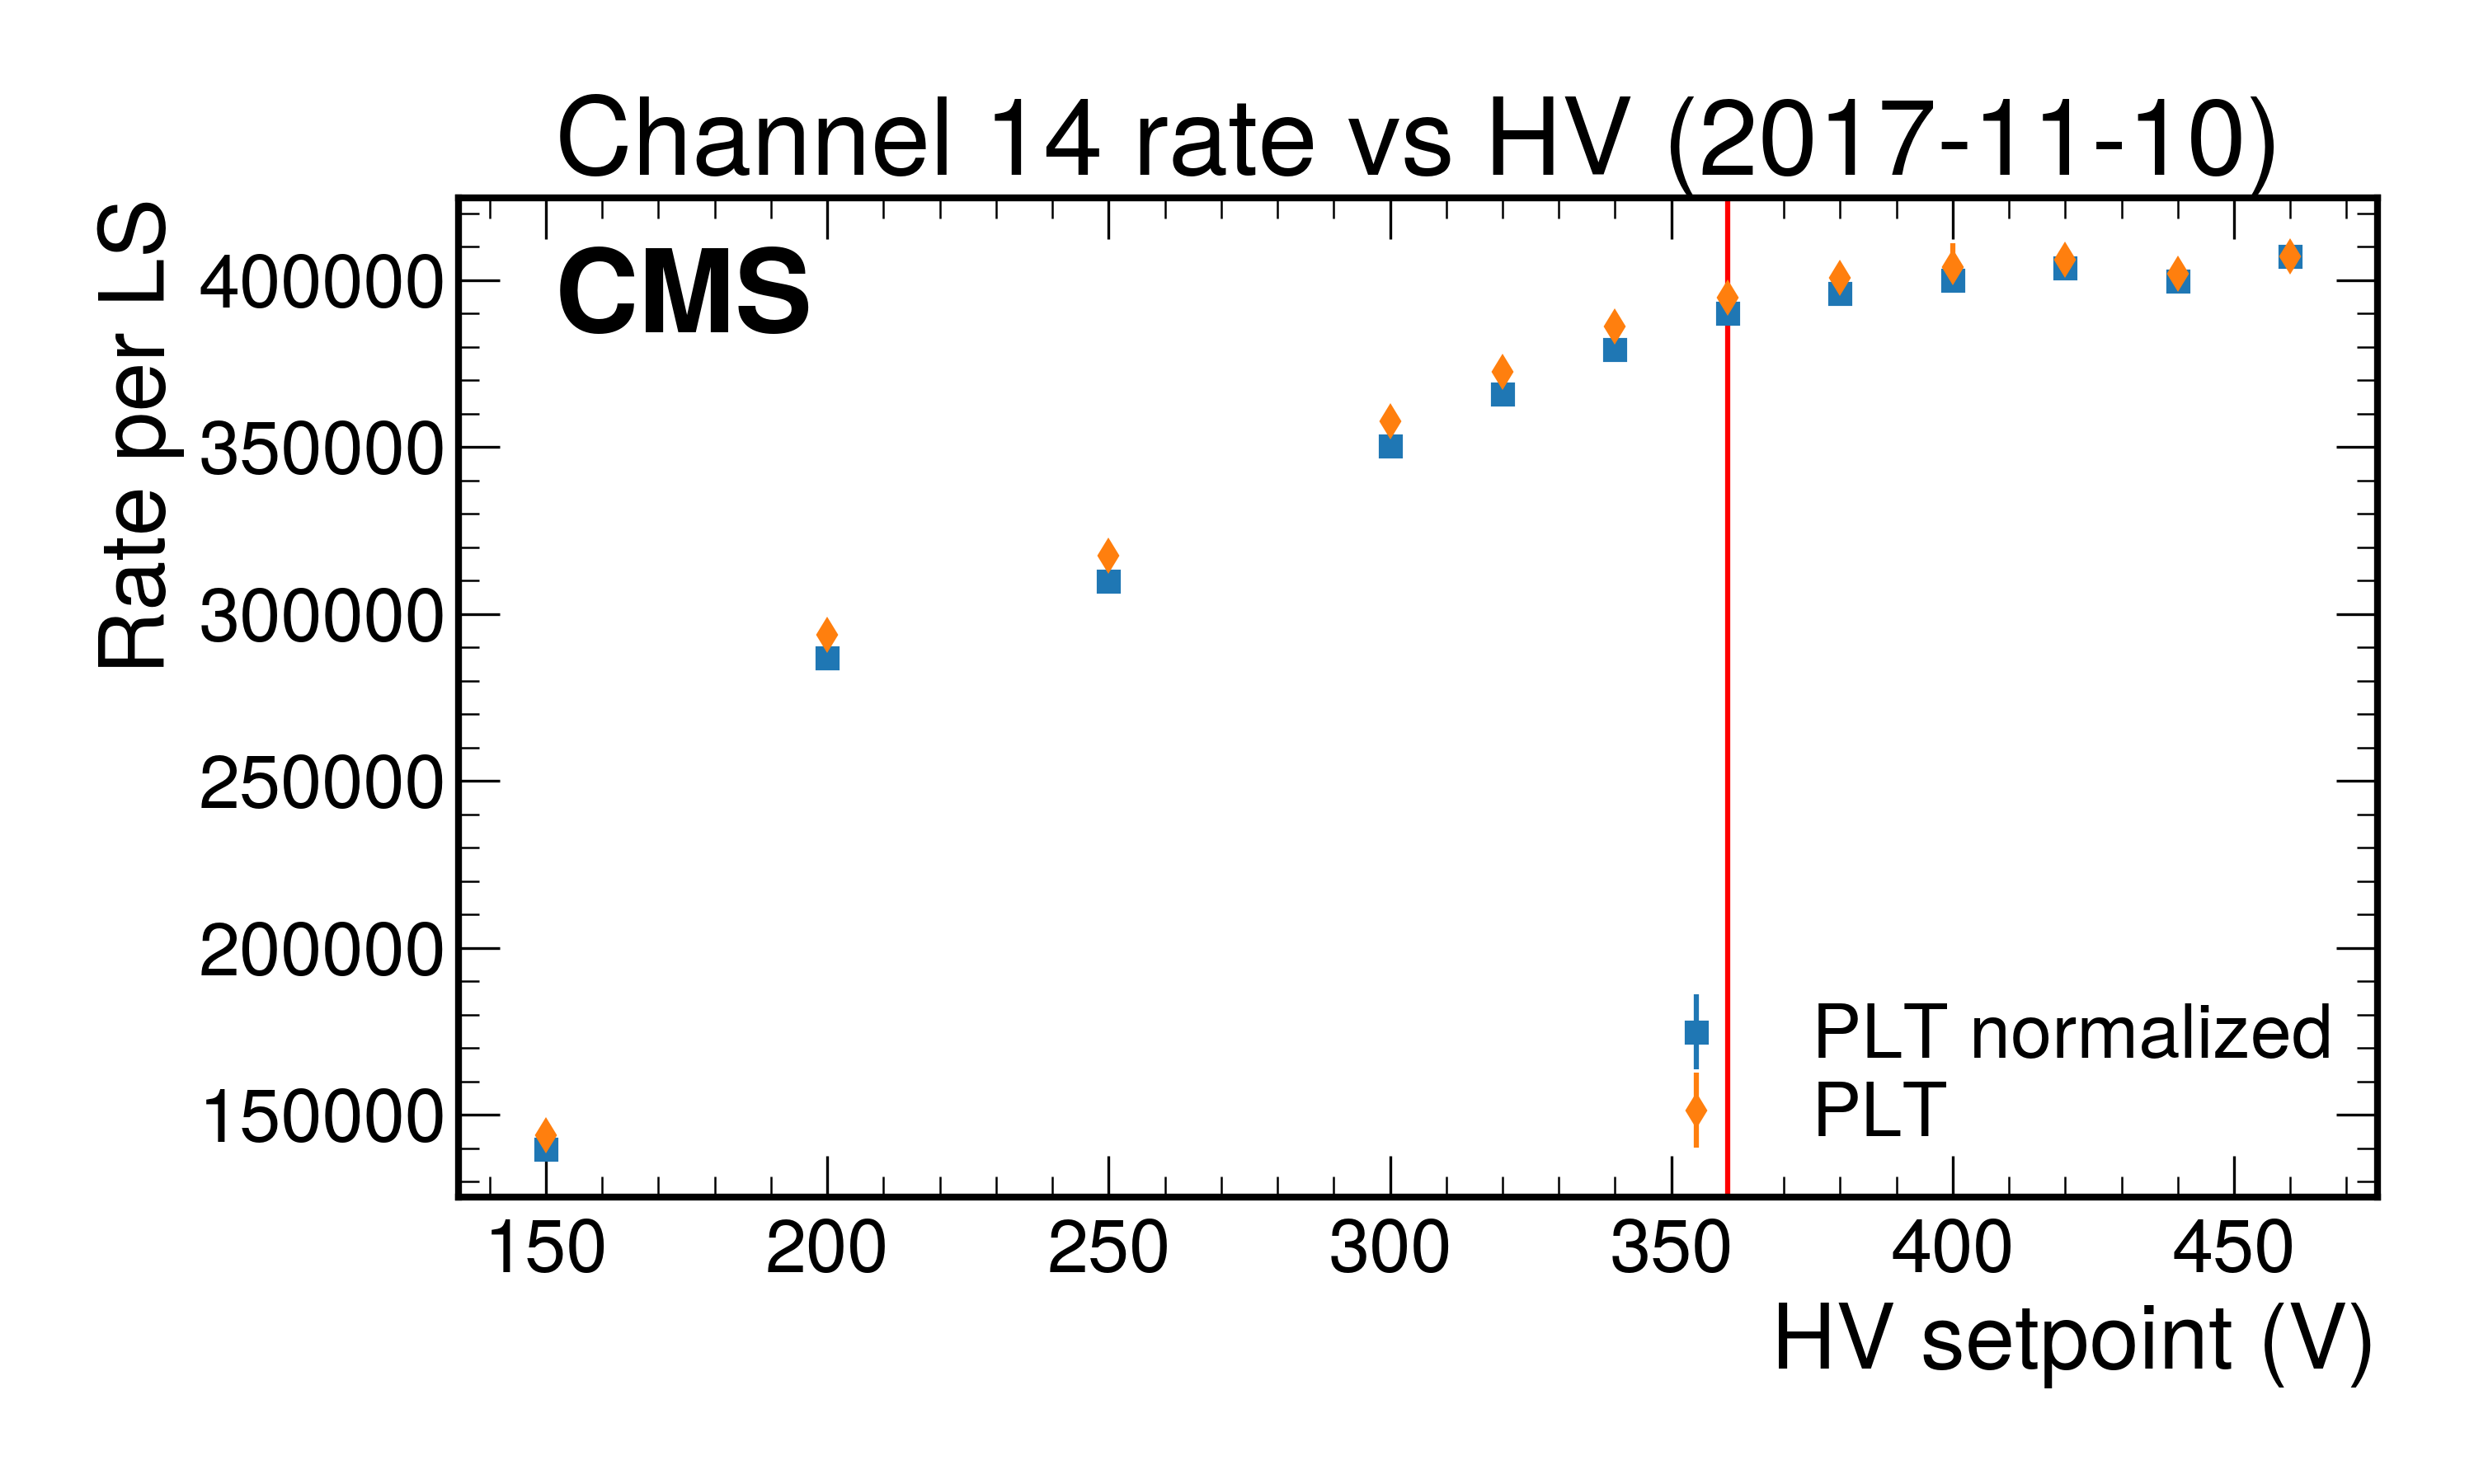 Channel 14 rate vs HV (2017-11-10)
CMS
Rate per LS
400000
350000
300000
250000
200000
150000
PLT normalized
PLT
150 200 250 300 350 400 450
HV setpoint (V)